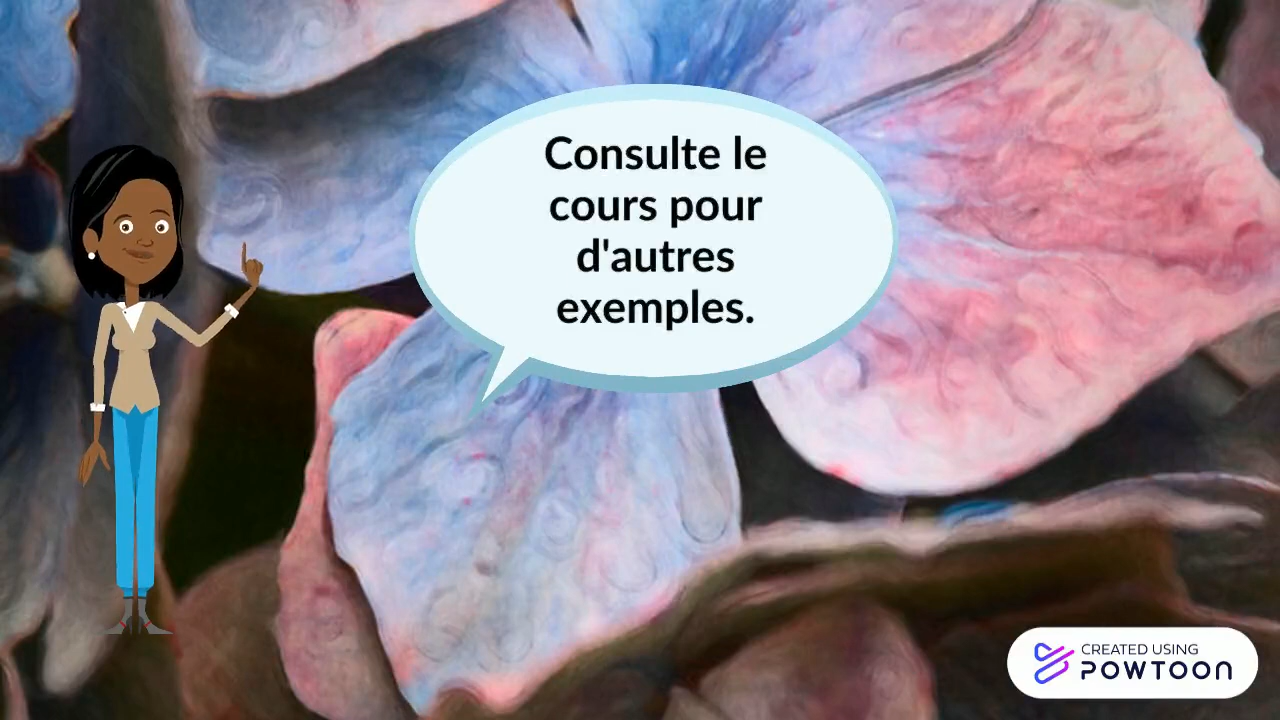 Consulte le
cours pour
d'autres
exemples.
CREATED USING
POWTOON